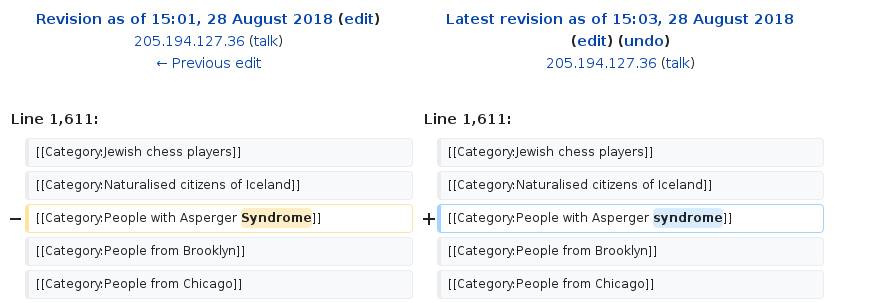 Revision as of 15:01, 28 August 2018 (edit)
205.194.127.36 (talk)
← Previous edit
Latest revision as of 15:03, 28 August 2018
(edit) (undo)
205.194.127.36 (talk)
Line 1,611:
Line 1,611:
[[Category:Jewish chess players]]
[[Category:Jewish chess players]]
[[Category:Naturalised citizens of Iceland]]
[[Category:Naturalised citizens of Iceland]]
− [[Category:People with Asperger Syndrome]]
+ [[Category:People with Asperger syndrome]]
[[Category:People from Brooklyn]]
[[Category:People from Brooklyn]]
[[Category:People from Chicago]]
[[Category:People from Chicago]]